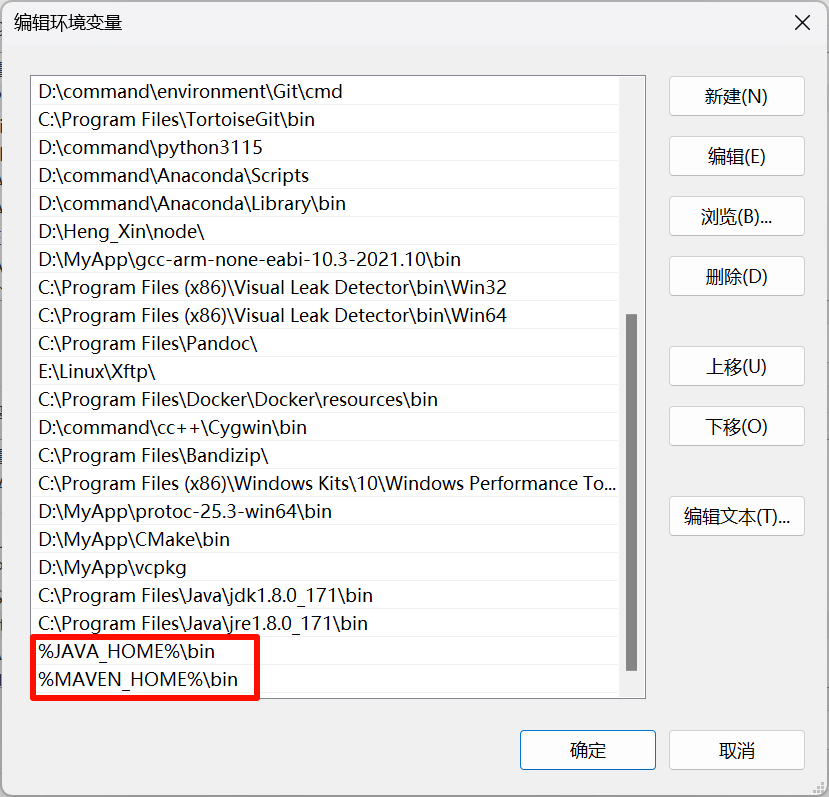 编辑环境变量
D:\command\environment\Git\cmd
C:\Program Files\TortoiseGit\bin
D:\command\python3115
D:\command\Anaconda\Scripts
D:\command\Anaconda\Library\bin
D:\Heng_Xin\node\
D:\MyApp\gcc-arm-none-eabi-10.3-2021.10\bin
C:\Program Files (x86)\Visual Leak Detector\bin\Win32
C:\Program Files (x86)\Visual Leak Detector\bin\Win64
C:\Program Files\Pandoc\
E:\Linux\Xftp\
C:\Program Files\Docker\Docker\resources\bin
D:\command\cc++\Cygwin\bin
C:\Program Files\Bandizip\
C:\Program Files (x86)\Windows Kits\10\Windows Performance To...
D:\MyApp\protoc-25.3-win64\bin
D:\MyApp\CMake\bin
D:\MyApp\vcpkg
C:\Program Files\Java\jdk1.8.0_171\bin
C:\Program Files\Java\jre1.8.0_171\bin
%JAVA_HOME%\bin
%MAVEN_HOME%\bin
新建(N)
编辑(E)
浏览(B)...
删除(D)
上移(U)
下移(O)
编辑文本(T)...
确定
取消